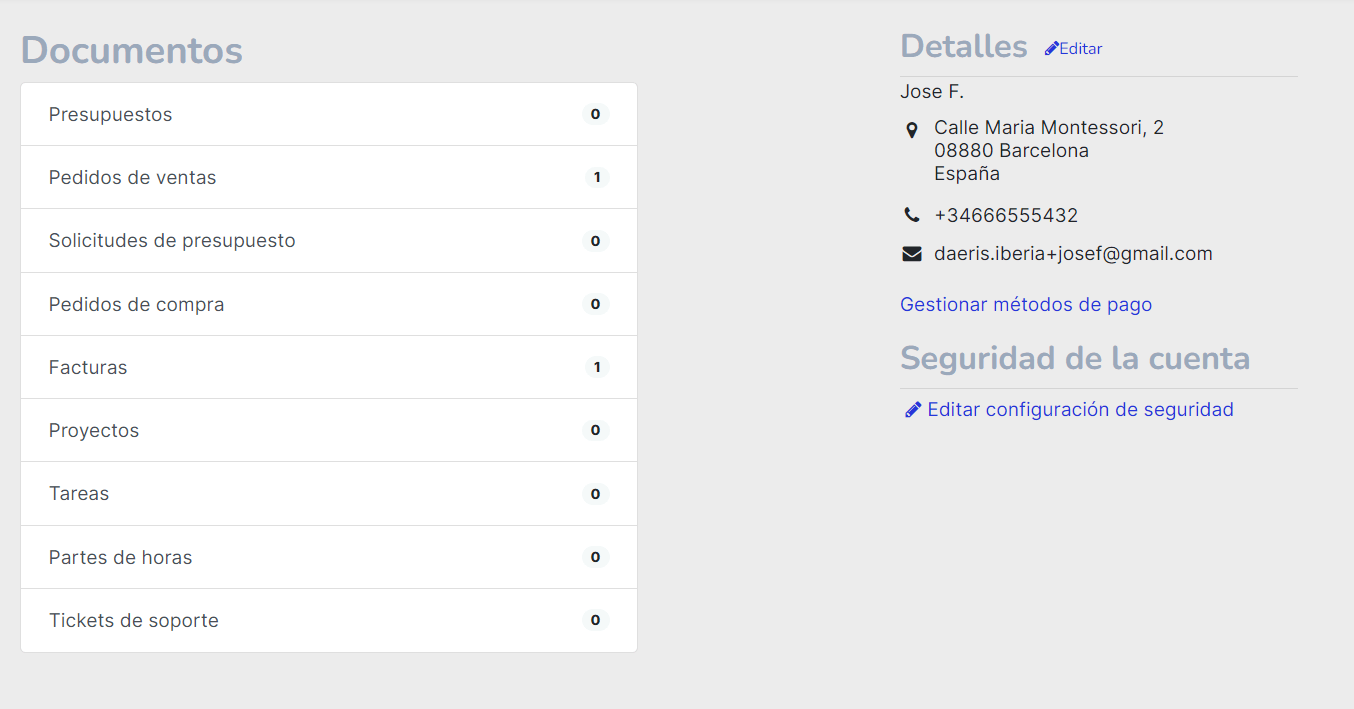 Documentos
Presupuestos 0
Pedidos de ventas 1
Solicitudes de presupuesto 0
Pedidos de compra 0
Facturas 1
Proyectos 0
Tareas 0
Partes de horas 0
Tickets de soporte 0
Detalles Editar
Jose F.
Calle Maria Montessori, 2
08880 Barcelona
España
+34666555432
daeris.iberia+josef@gmail.com
Gestionar métodos de pago
Seguridad de la cuenta
Editar configuración de seguridad